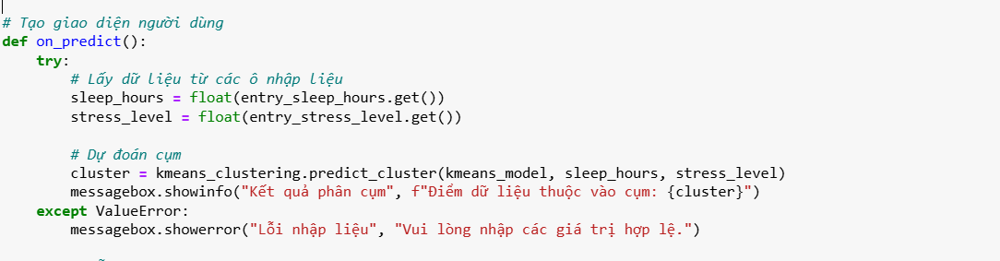 # Tạo giao diện người dùng
def on_predict():
    try:
        # Lấy dữ liệu từ các ô nhập liệu
        sleep_hours = float(entry_sleep_hours.get())
        stress_level = float(entry_stress_level.get())
        # Dự đoán cụm
        cluster = kmeans_clustering.predict_cluster(kmeans_model, sleep_hours, stress_level)
        messagebox.showinfo("Kết quả phân cụm", f"Điểm dữ liệu thuộc vào cụm: {cluster}")
    except ValueError:
        messagebox.showerror("Lỗi nhập liệu", "Vui lòng nhập các giá trị hợp lệ.")